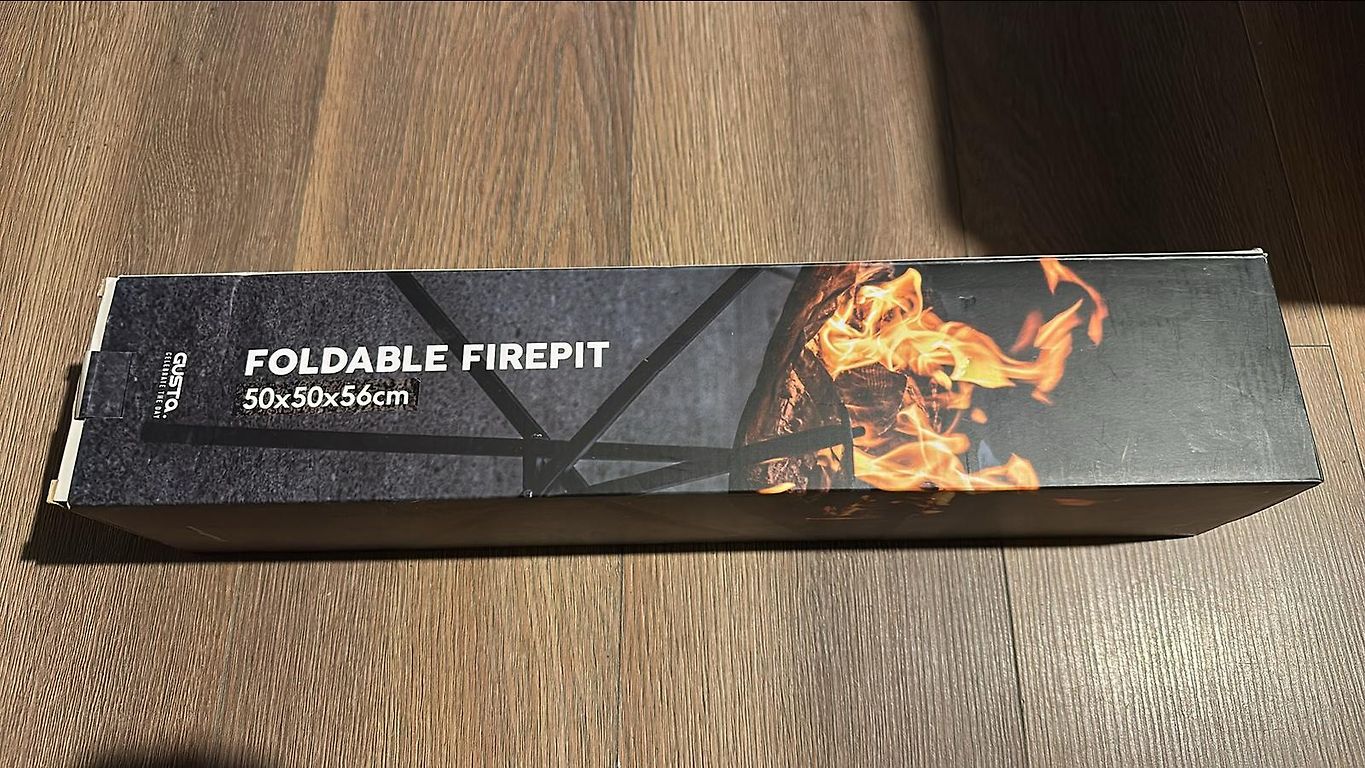 FOLDABLE FIREPIT
50x50x56cm
GUSTA
CELEBRATE THE DAY